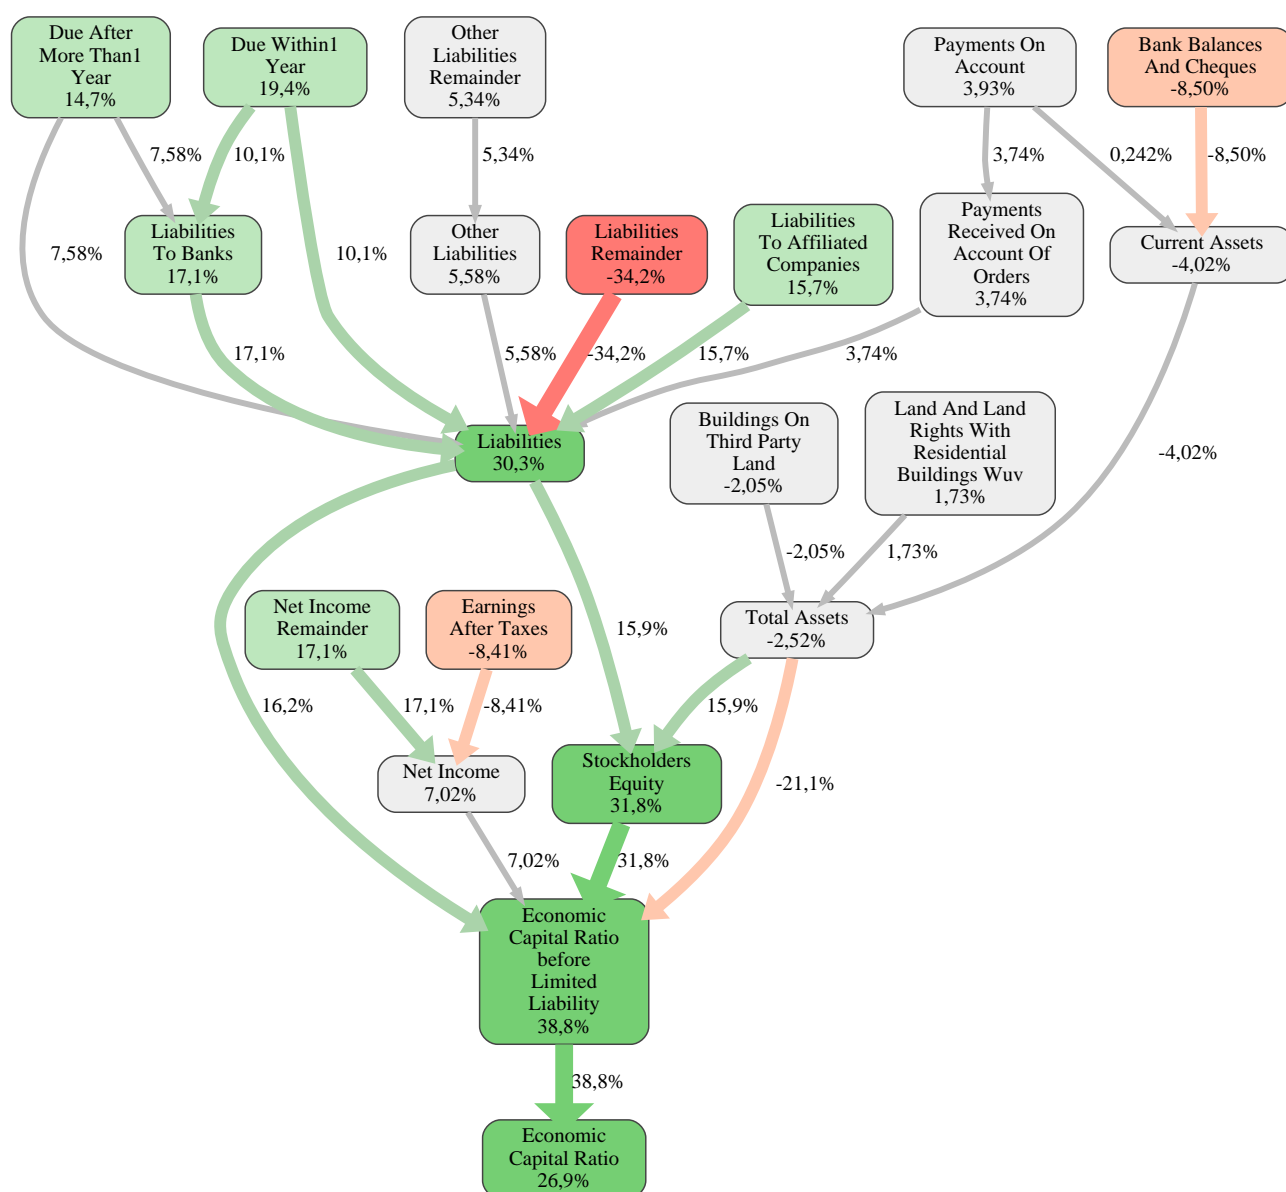 Due After
More Than1
Year
14,7%
Due Within1
Year
19,4%
Other
Liabilities
Remainder
5,34%
Payments On
Account
3,93%
Bank Balances
And Cheques
-8,50%
7,58%
10,1%
5,34%
3,74%
0,242%
-8,50%
Liabilities
To Banks
17,1%
Other
Liabilities
5,58%
Liabilities
Remainder
-34,2%
Liabilities
To Affiliated
Companies
15,7%
Payments
Received On
Account Of
Orders
3,74%
Current Assets
-4,02%
7,58%
10,1%
17,1%
5,58%
-34,2%
15,7%
3,74%
Liabilities
30,3%
Buildings On
Third Party
Land
-2,05%
Land And Land
Rights With
Residential
Buildings Wuv
1,73%
-4,02%
-2,05%
1,73%
Net Income
Remainder
17,1%
Earnings
After Taxes
-8,41%
15,9%
Total Assets
-2,52%
16,2%
17,1%
-8,41%
15,9%
Net Income
7,02%
Stockholders
Equity
31,8%
-21,1%
7,02%
31,8%
Economic
Capital Ratio
before
Limited
Liability
38,8%
38,8%
Economic
Capital Ratio
26,9%